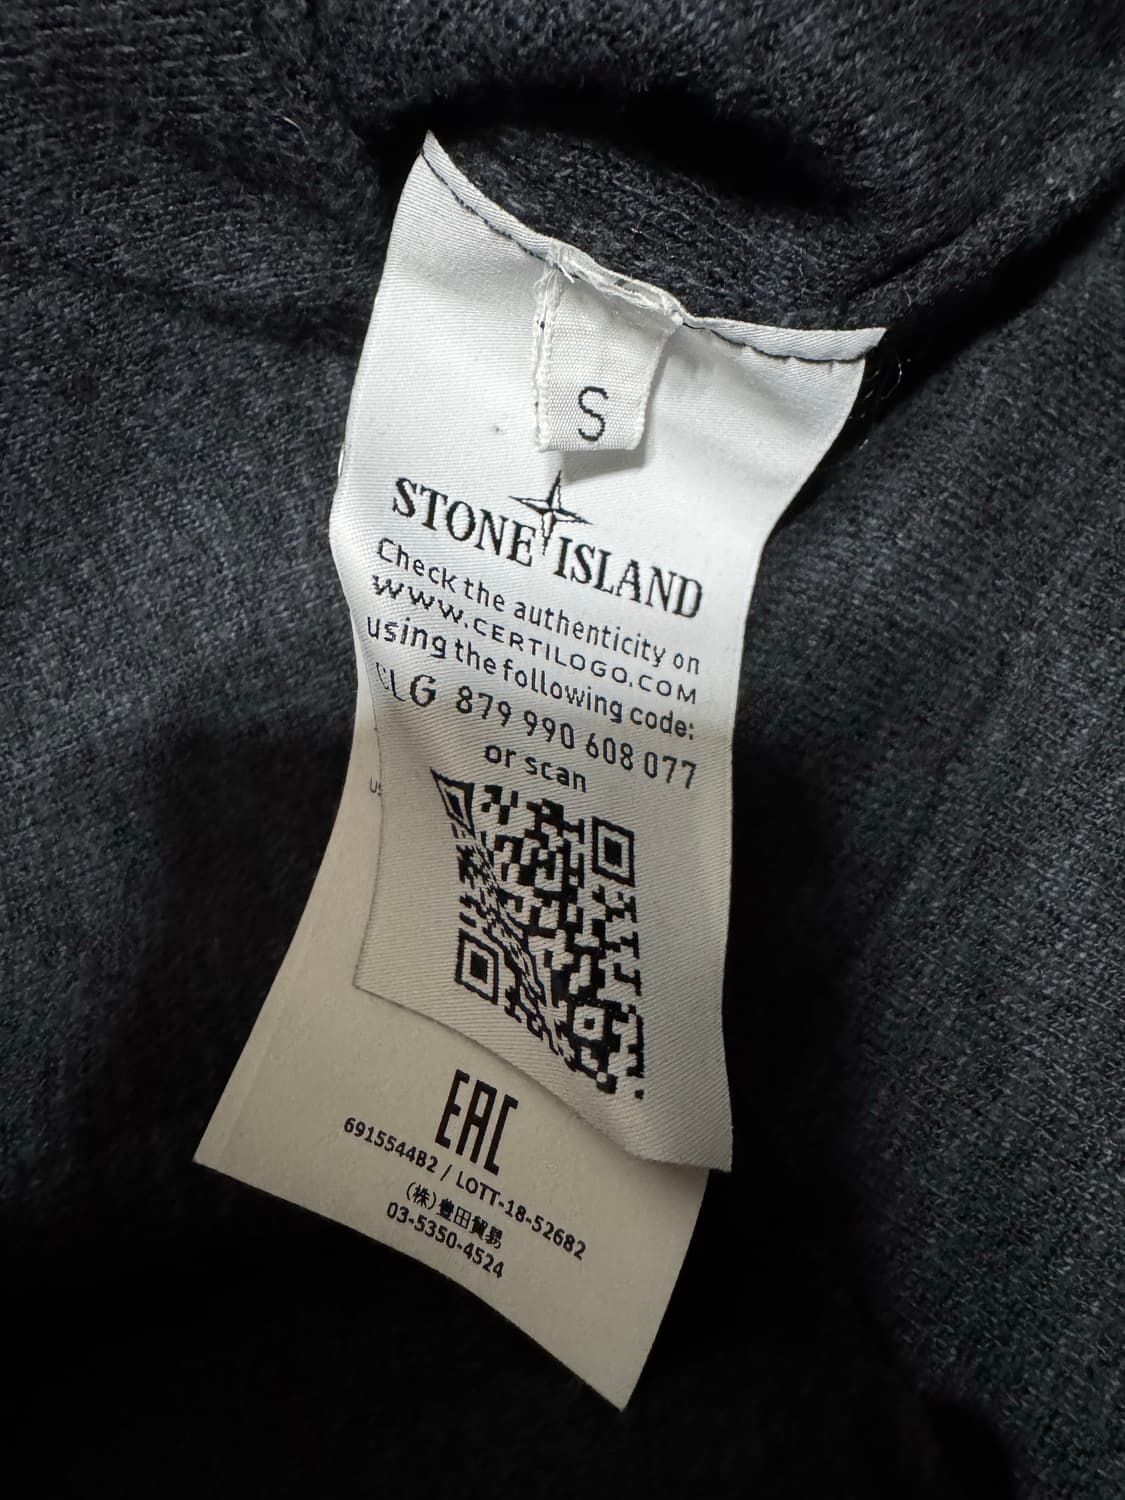 S
STONE ISLAND
Check the authenticity on
WWW.CERTILOGO.COM
using the following code:
CLG 879 990 608 077
or scan
EAC
6915544B2 / LOTT-18-52682
(株)豊田貿易
03-5350-4524